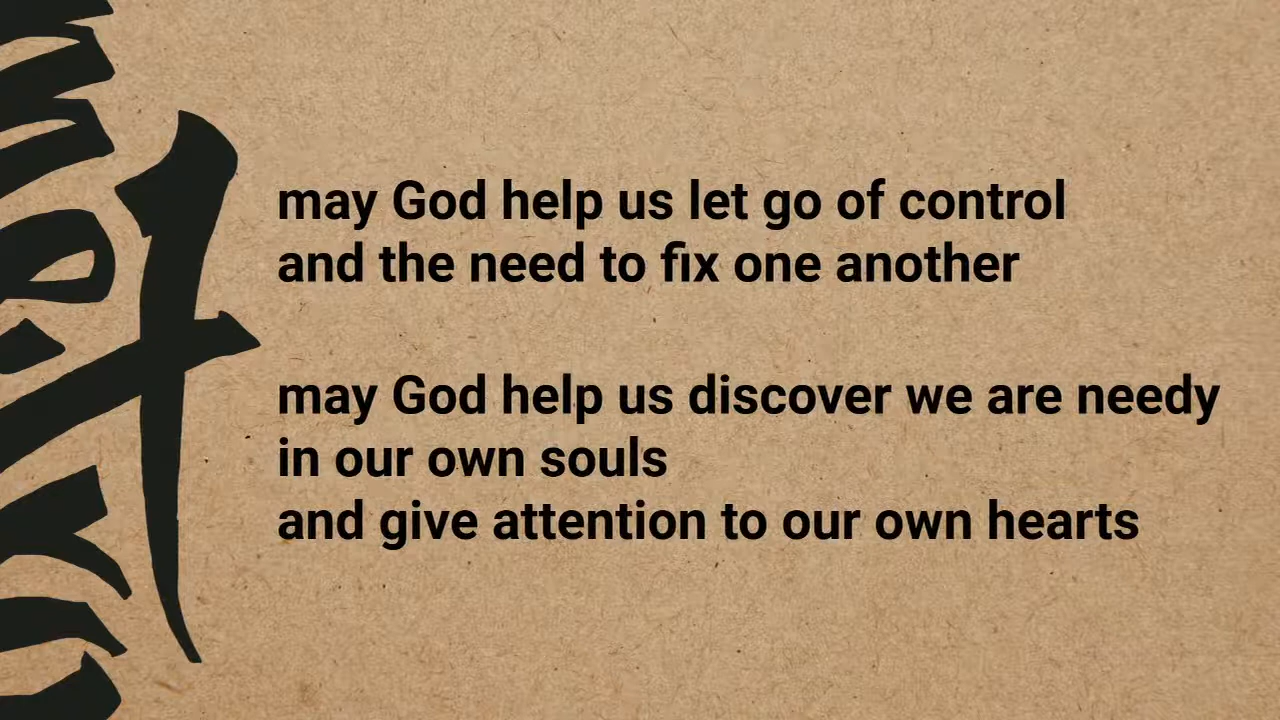 may God help us let go of control
and the need to fix one another
may God help us discover we are needy
in our own souls
and give attention to our own hearts